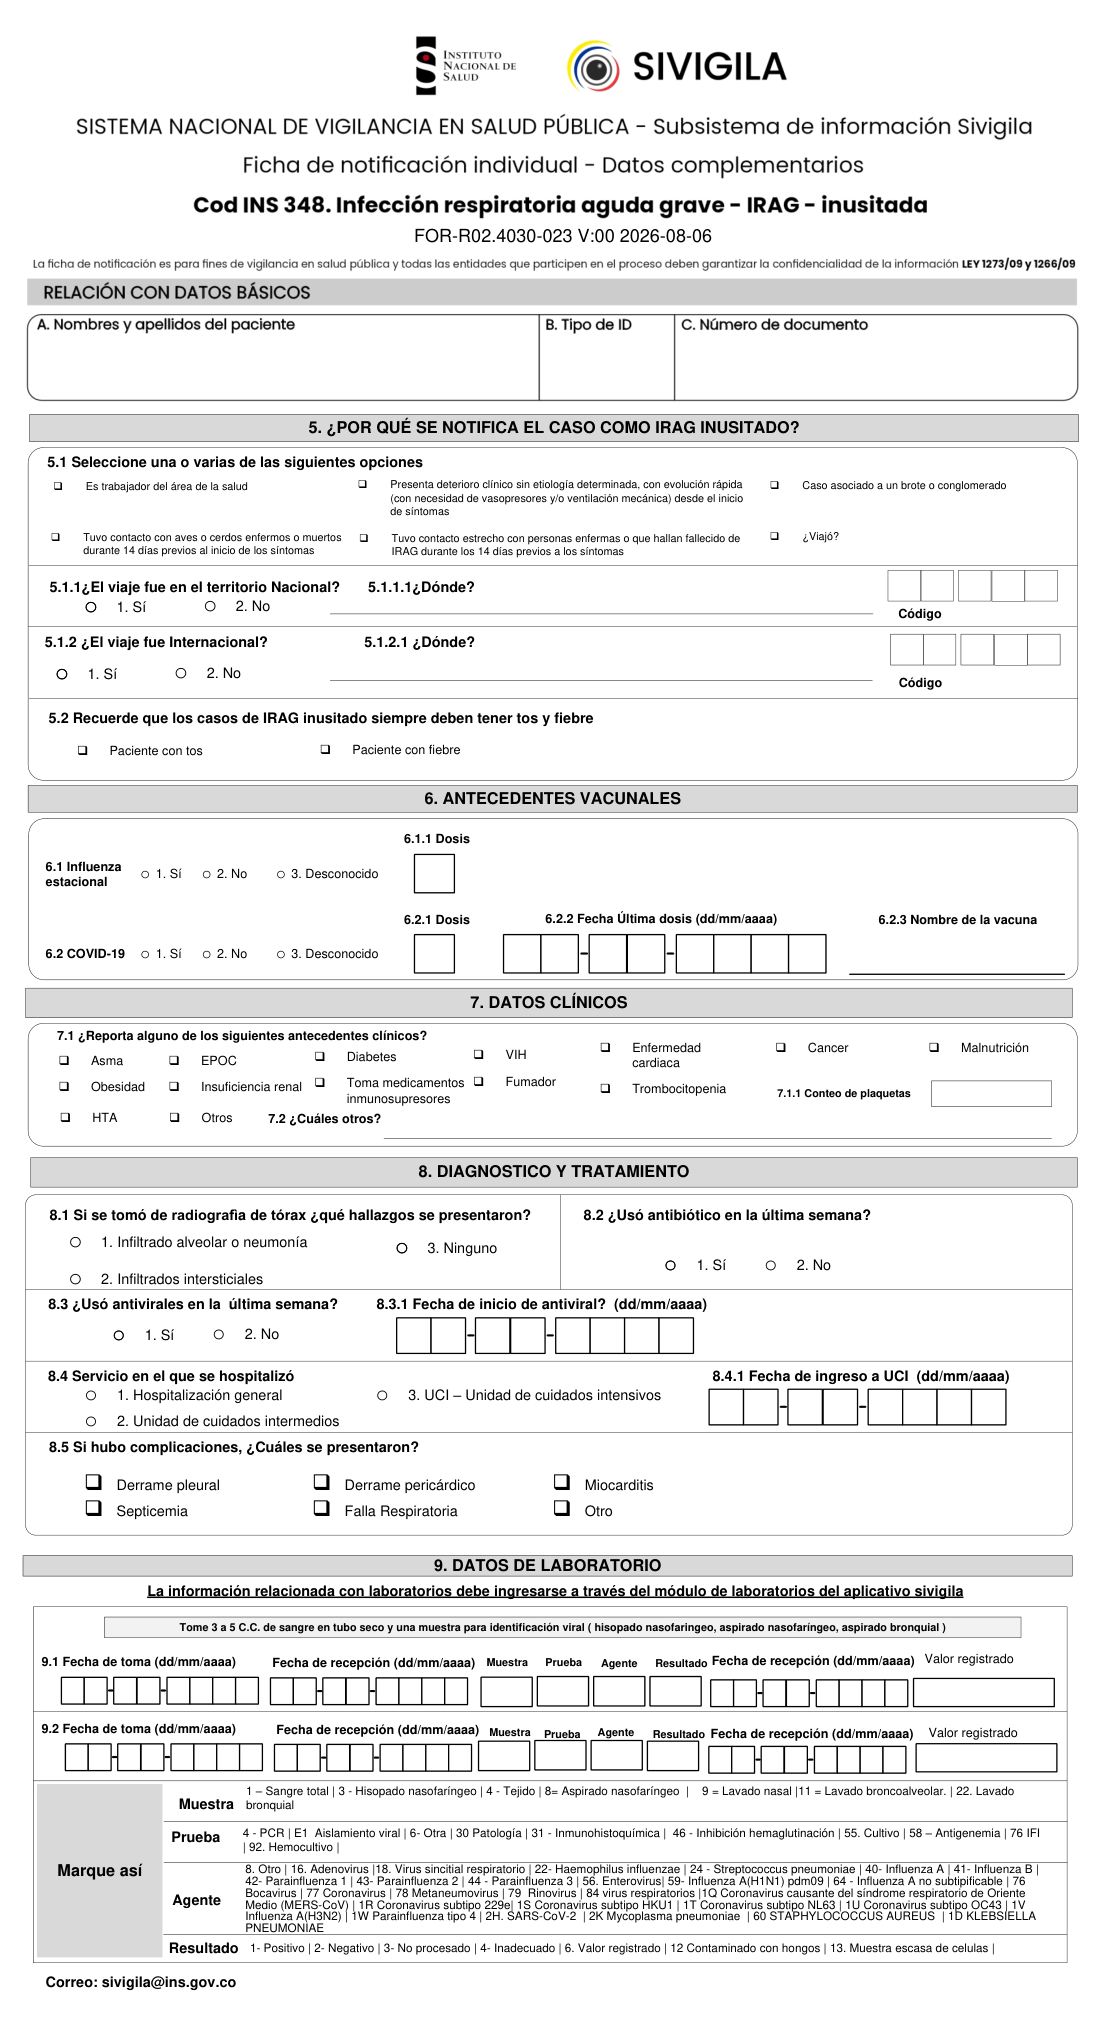 INSTITUTO
NACIONAL DE
SALUD
SIVIGILA
SISTEMA NACIONAL DE VIGILANCIA EN SALUD PÚBLICA - Subsistema de información Sivigila
Ficha de notificación individual - Datos complementarios
Cod INS 348. Infección respiratoria aguda grave - IRAG - inusitada
FOR-R02.4030-023 V:00 2026-08-06
La ficha de notificación es para fines de vigilancia en salud pública y todas las entidades que participen en el proceso deben garantizar la confidencialidad de la información LEY 1273/09 y 1266/09
RELACIÓN CON DATOS BÁSICOS
A. Nombres y apellidos del paciente B. Tipo de ID C. Número de documento
5. ¿POR QUÉ SE NOTIFICA EL CASO COMO IRAG INUSITADO?
5.1 Seleccione una o varias de las siguientes opciones
❑ Es trabajador del área de la salud
❑ Presenta deterioro clínico sin etiología determinada, con evolución rápida
(con necesidad de vasopresores y/o ventilación mecánica) desde el inicio
de síntomas
❑ Caso asociado a un brote o conglomerado
❑ Tuvo contacto con aves o cerdos enfermos o muertos
durante 14 días previos al inicio de los síntomas
❑ Tuvo contacto estrecho con personas enfermas o que hallan fallecido de
IRAG durante los 14 días previos a los síntomas
❑ ¿Viajó?
5.1.1¿El viaje fue en el territorio Nacional? 5.1.1.1¿Dónde?
○ 1. Sí ○ 2. No
Código
5.1.2 ¿El viaje fue Internacional? 5.1.2.1 ¿Dónde?
○ 1. Sí ○ 2. No
Código
5.2 Recuerde que los casos de IRAG inusitado siempre deben tener tos y fiebre
❑ Paciente con tos ❑ Paciente con fiebre
6. ANTECEDENTES VACUNALES
6.1.1 Dosis
6.1 Influenza
estacional
○ 1. Sí ○ 2. No ○ 3. Desconocido
6.2.1 Dosis 6.2.2 Fecha Última dosis (dd/mm/aaaa) 6.2.3 Nombre de la vacuna
6.2 COVID-19 ○ 1. Sí ○ 2. No ○ 3. Desconocido
7. DATOS CLÍNICOS
7.1 ¿Reporta alguno de los siguientes antecedentes clínicos?
❑ Asma ❑ EPOC ❑ Diabetes ❑ VIH ❑ Enfermedad
cardiaca
❑ Cancer ❑ Malnutrición
❑ Obesidad ❑ Insuficiencia renal ❑ Toma medicamentos
inmunosupresores
❑ Fumador ❑ Trombocitopenia 7.1.1 Conteo de plaquetas
❑ HTA ❑ Otros 7.2 ¿Cuáles otros?
8. DIAGNOSTICO Y TRATAMIENTO
8.1 Si se tomó de radiografia de tórax ¿qué hallazgos se presentaron? 8.2 ¿Usó antibiótico en la última semana?
○ 1. Infiltrado alveolar o neumonía ○ 3. Ninguno
○ 1. Sí ○ 2. No
○ 2. Infiltrados intersticiales
8.3 ¿Usó antivirales en la última semana? 8.3.1 Fecha de inicio de antiviral? (dd/mm/aaaa)
○ 1. Sí ○ 2. No
8.4 Servicio en el que se hospitalizó 8.4.1 Fecha de ingreso a UCI (dd/mm/aaaa)
○ 1. Hospitalización general ○ 3. UCI – Unidad de cuidados intensivos
○ 2. Unidad de cuidados intermedios
8.5 Si hubo complicaciones, ¿Cuáles se presentaron?
❑ Derrame pleural ❑ Derrame pericárdico ❑ Miocarditis
❑ Septicemia ❑ Falla Respiratoria ❑ Otro
9. DATOS DE LABORATORIO
La información relacionada con laboratorios debe ingresarse a través del módulo de laboratorios del aplicativo sivigila
Tome 3 a 5 C.C. de sangre en tubo seco y una muestra para identificación viral ( hisopado nasofaringeo, aspirado nasofaríngeo, aspirado bronquial )
9.1 Fecha de toma (dd/mm/aaaa) Fecha de recepción (dd/mm/aaaa) Muestra Prueba Agente Resultado Fecha de recepción (dd/mm/aaaa) Valor registrado
9.2 Fecha de toma (dd/mm/aaaa) Fecha de recepción (dd/mm/aaaa) Muestra Prueba Agente Resultado Fecha de recepción (dd/mm/aaaa) Valor registrado
Marque así
Muestra 1 – Sangre total | 3 - Hisopado nasofaríngeo | 4 - Tejido | 8= Aspirado nasofaríngeo | 9 = Lavado nasal |11 = Lavado broncoalveolar. | 22. Lavado
bronquial
Prueba 4 - PCR | E1 Aislamiento viral | 6- Otra | 30 Patología | 31 - Inmunohistoquímica | 46 - Inhibición hemaglutinación | 55. Cultivo | 58 – Antigenemia | 76 IFI
| 92. Hemocultivo |
Agente 8. Otro | 16. Adenovirus |18. Virus sincitial respiratorio | 22- Haemophilus influenzae | 24 - Streptococcus pneumoniae | 40- Influenza A | 41- Influenza B |
42- Parainfluenza 1 | 43- Parainfluenza 2 | 44 - Parainfluenza 3 | 56. Enterovirus| 59- Influenza A(H1N1) pdm09 | 64 - Influenza A no subtipificable | 76
Bocavirus | 77 Coronavirus | 78 Metaneumovirus | 79 Rinovirus | 84 virus respiratorios |1Q Coronavirus causante del síndrome respiratorio de Oriente
Medio (MERS-CoV) | 1R Coronavirus subtipo 229e| 1S Coronavirus subtipo HKU1 | 1T Coronavirus subtipo NL63 | 1U Coronavirus subtipo OC43 | 1V
Influenza A(H3N2) | 1W Parainfluenza tipo 4 | 2H. SARS-CoV-2 | 2K Mycoplasma pneumoniae | 60 STAPHYLOCOCCUS AUREUS | 1D KLEBSIELLA
PNEUMONÍAE
Resultado 1- Positivo | 2- Negativo | 3- No procesado | 4- Inadecuado | 6. Valor registrado | 12 Contaminado con hongos | 13. Muestra escasa de celulas |
Correo: sivigila@ins.gov.co